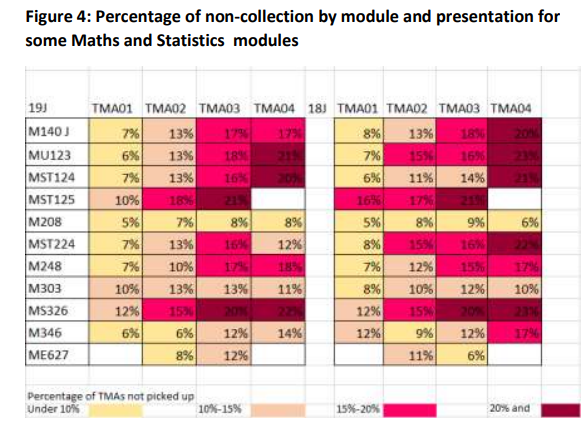 Figure 4: Percentage of non-collection by module and presentation for
some Maths and Statistics modules
19J TMA01 TMA02 TMA03 TMA04 18J TMA01 TMA02 TMA03 TMA04
M140 J 7% 13% 17% 17% 8% 13% 18% 20%
MU123 6% 13% 18% 21% 7% 15% 16% 23%
MST124 7% 13% 16% 20% 6% 11% 14% 21%
MST125 10% 18% 21% 16% 17% 21%
M208 5% 7% 8% 8% 5% 8% 9% 6%
MST224 7% 13% 16% 12% 8% 15% 16% 22%
M248 7% 10% 17% 18% 7% 12% 15% 17%
M303 10% 13% 13% 11% 8% 10% 12% 10%
MS326 12% 15% 20% 22% 12% 15% 20% 23%
M346 6% 6% 12% 14% 12% 9% 12% 17%
ME627 8% 12% 11% 6%
Percentage of TMAs not picked up
Under 10% 10%-15% 15%-20% 20% and